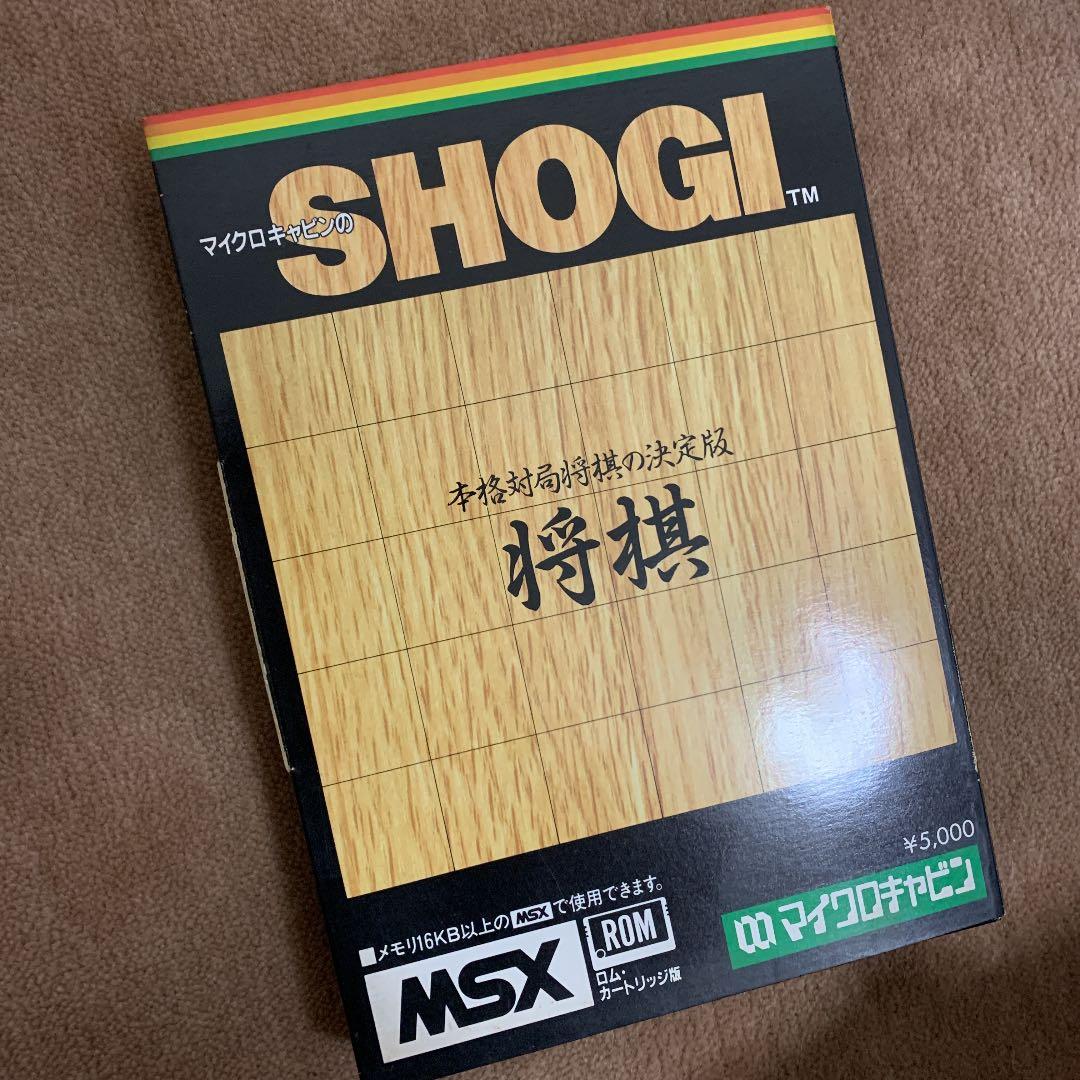 マイクロキャビンの
SHOGI™
本格対局将棋の決定版
将棋
¥5,000
マイクロキャビン
■メモリ16KB以上のMSXで使用できます。
MSX
ROM
ロム・
カートリッジ版